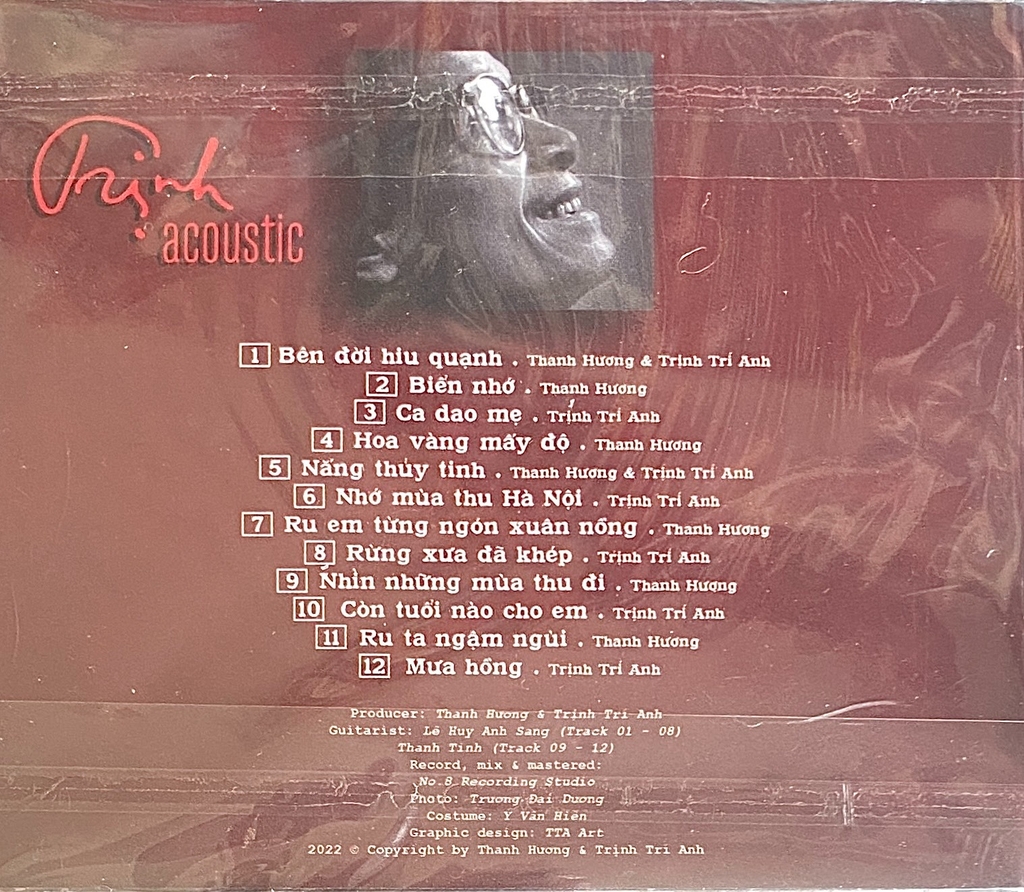 Trịnh
acoustic
1 Bên đời hiu quạnh . Thanh Hương & Trịnh Trí Anh
2 Biển nhớ . Thanh Hương
3 Ca dao mẹ . Trịnh Trí Anh
4 Hoa vàng mấy độ . Thanh Hương
5 Nắng thủy tinh . Thanh Hương & Trịnh Trí Anh
6 Nhớ mùa thu Hà Nội . Trịnh Trí Anh
7 Ru em từng ngón xuân nồng . Thanh Hương
8 Rừng xưa đã khép . Trịnh Trí Anh
9 Nhìn những mùa thu đi . Thanh Hương
10 Còn tuổi nào cho em . Trịnh Trí Anh
11 Ru ta ngậm ngùi . Thanh Hương
12 Mưa hồng . Trịnh Trí Anh
Producer: Thanh Hương & Trịnh Trí Anh
Guitarist: Lê Huy Anh Sang (Track 01 - 08)
Thanh Tinh (Track 09 - 12)
Record, mix & mastered:
No.8 Recording Studio
Photo: Trương Đai Dương
Costume: Y Vân Hiên
Graphic design: TTA Art
2022 © Copyright by Thanh Hương & Trịnh Trí Anh